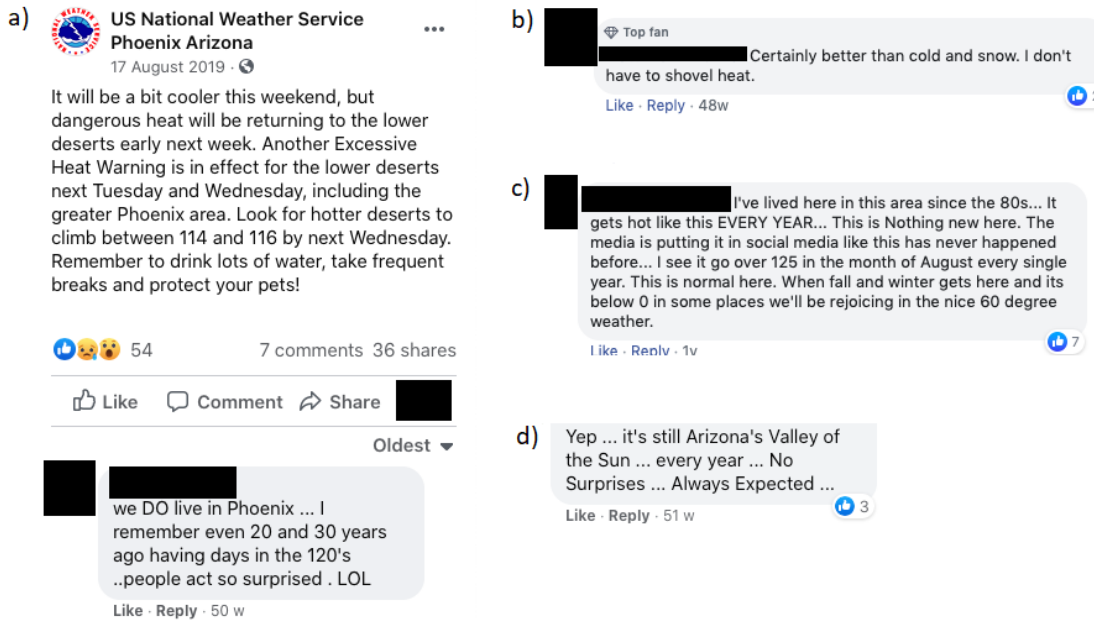 a)
US National Weather Service
Phoenix Arizona
17 August 2019 ·
It will be a bit cooler this weekend, but
dangerous heat will be returning to the lower
deserts early next week. Another Excessive
Heat Warning is in effect for the lower deserts
next Tuesday and Wednesday, including the
greater Phoenix area. Look for hotter deserts to
climb between 114 and 116 by next Wednesday.
Remember to drink lots of water, take frequent
breaks and protect your pets!
54 7 comments 36 shares
Like Comment Share
Oldest
we DO live in Phoenix ... I
remember even 20 and 30 years
ago having days in the 120's
..people act so surprised . LOL
Like · Reply · 50 w
b)
Top fan
Certainly better than cold and snow. I don't
have to shovel heat.
Like · Reply · 48w
c)
I've lived here in this area since the 80s... It
gets hot like this EVERY YEAR... This is Nothing new here. The
media is putting it in social media like this has never happened
before... I see it go over 125 in the month of August every single
year. This is normal here. When fall and winter gets here and its
below 0 in some places we'll be rejoicing in the nice 60 degree
weather.
Like · Reply · 1y
7
d)
Yep ... it's still Arizona's Valley of
the Sun ... every year ... No
Surprises ... Always Expected ...
3
Like · Reply · 51 w